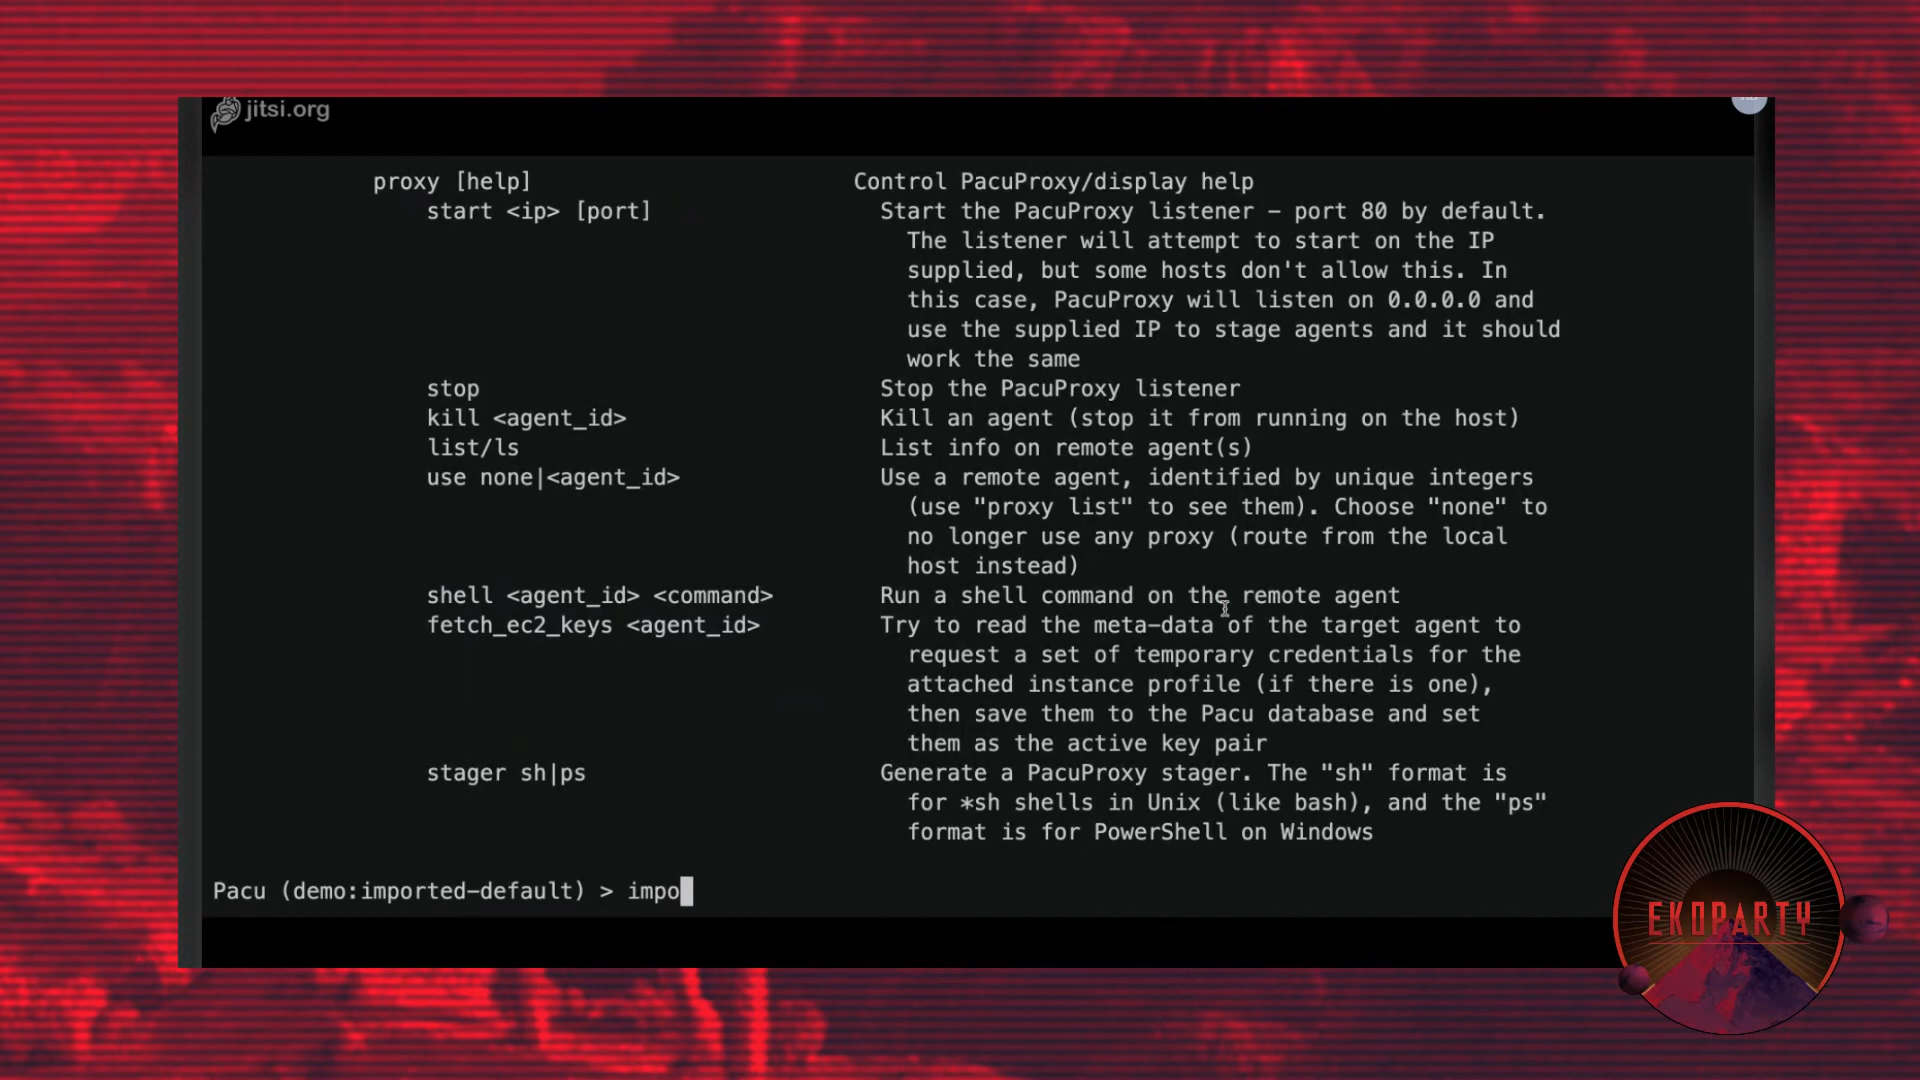 jitsi.org
proxy [help] Control PacuProxy/display help
start <ip> [port] Start the PacuProxy listener – port 80 by default.
The listener will attempt to start on the IP
supplied, but some hosts don't allow this. In
this case, PacuProxy will listen on 0.0.0.0 and
use the supplied IP to stage agents and it should
work the same
stop Stop the PacuProxy listener
kill <agent_id> Kill an agent (stop it from running on the host)
list/ls List info on remote agent(s)
use none|<agent_id> Use a remote agent, identified by unique integers
(use "proxy list" to see them). Choose "none" to
no longer use any proxy (route from the local
host instead)
shell <agent_id> <command> Run a shell command on the remote agent
fetch_ec2_keys <agent_id> Try to read the meta-data of the target agent to
request a set of temporary credentials for the
attached instance profile (if there is one),
then save them to the Pacu database and set
them as the active key pair
stager sh|ps Generate a PacuProxy stager. The "sh" format is
for *sh shells in Unix (like bash), and the "ps"
format is for PowerShell on Windows
Pacu (demo:imported-default) > impo
EKOPARTY